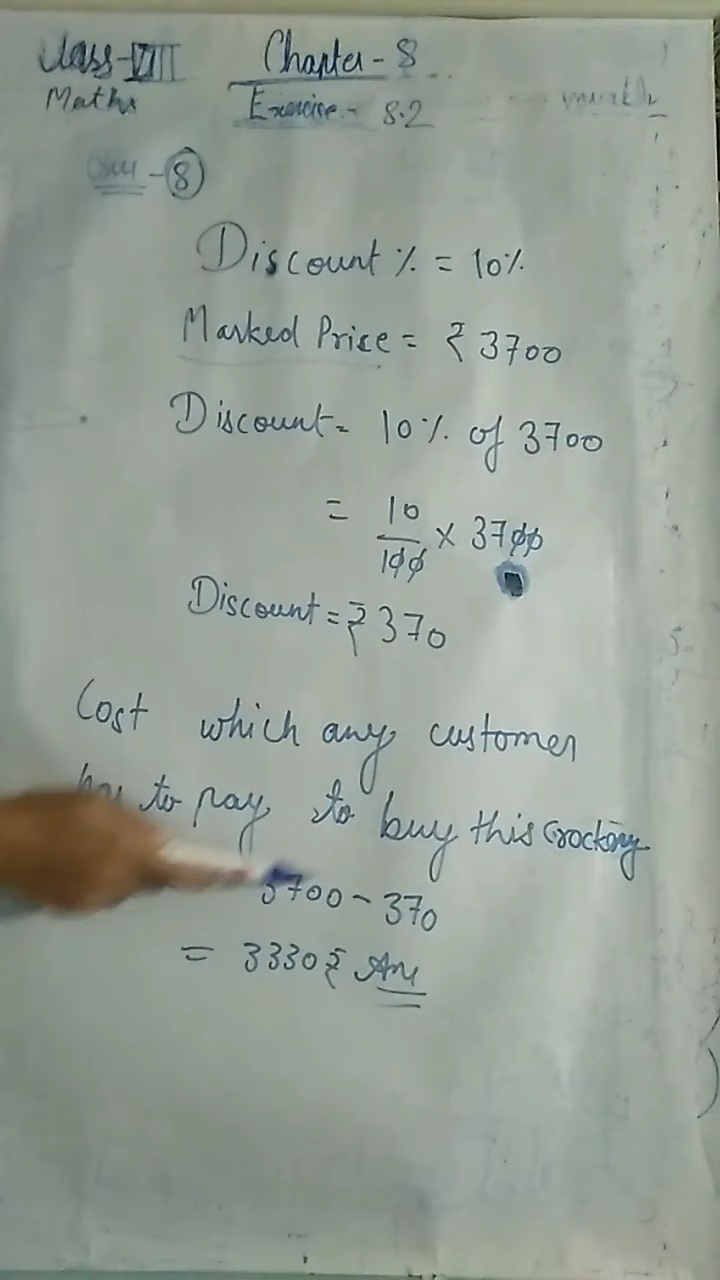 Class-VIII Chapter - 8
Maths Exercise - 8.2
Ans - 8
Discount % = 10%
Marked Price = ₹ 3700
Discount = 10% of 3700
= 10/100 × 3700
Discount = ₹ 370
Cost which any customer
to pay to buy this Crockery
3700 - 370
= 3330 ₹ Ans